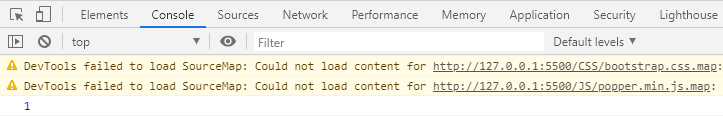 Elements Console Sources Network Performance Memory Application Security Lighthouse
top Filter Default levels
DevTools failed to load SourceMap: Could not load content for http://127.0.0.1:5500/CSS/bootstrap.css.map:
DevTools failed to load SourceMap: Could not load content for http://127.0.0.1:5500/JS/popper.min.js.map:
1